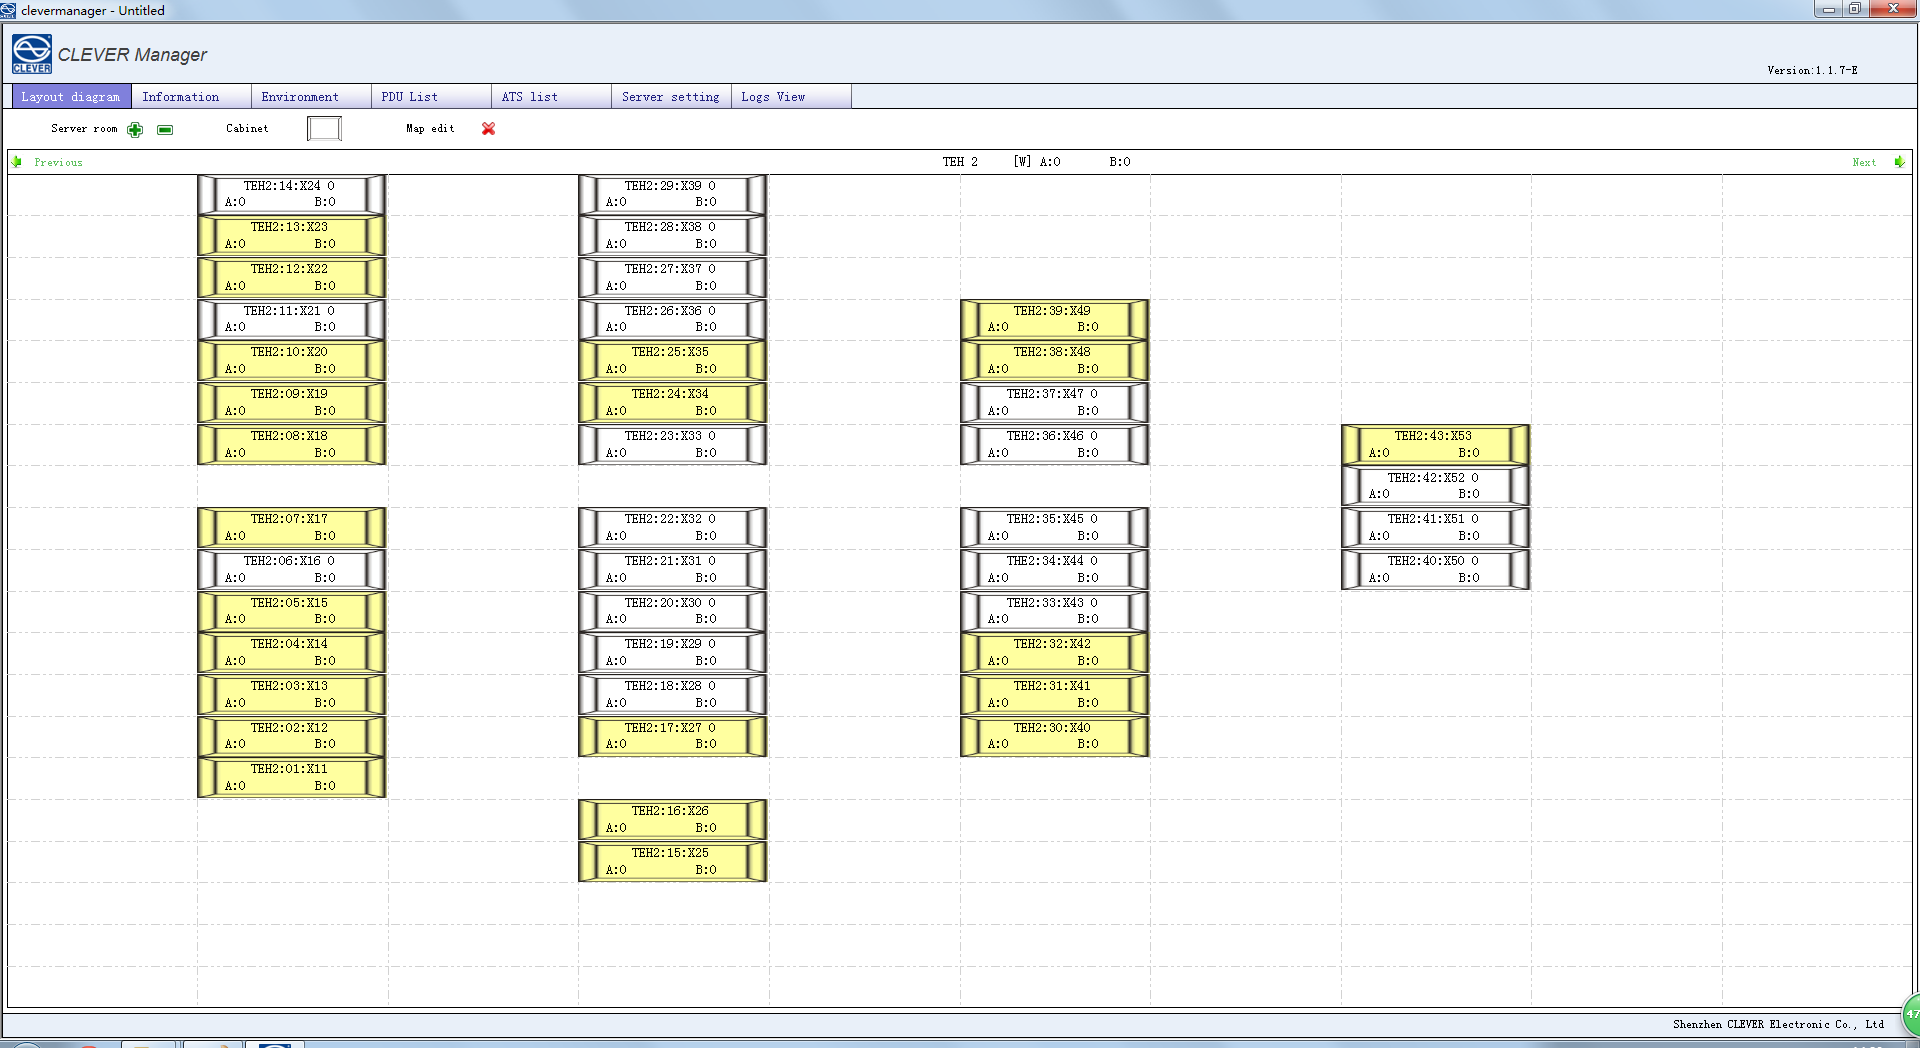 clevermanager - Untitled
CLEVER
CLEVER Manager
Version:1.1.7-E
Layout diagram Information Environment PDU List ATS list Server setting Logs View
Server room Cabinet Map edit
Previous TEH 2 [W] A:0 B:0 Next
TEH2:14:X24 0
A:0 B:0
TEH2:13:X23
A:0 B:0
TEH2:12:X22
A:0 B:0
TEH2:11:X21 0
A:0 B:0
TEH2:10:X20
A:0 B:0
TEH2:09:X19
A:0 B:0
TEH2:08:X18
A:0 B:0
TEH2:07:X17
A:0 B:0
TEH2:06:X16 0
A:0 B:0
TEH2:05:X15
A:0 B:0
TEH2:04:X14
A:0 B:0
TEH2:03:X13
A:0 B:0
TEH2:02:X12
A:0 B:0
TEH2:01:X11
A:0 B:0
TEH2:29:X39 0
A:0 B:0
TEH2:28:X38 0
A:0 B:0
TEH2:27:X37 0
A:0 B:0
TEH2:26:X36 0
A:0 B:0
TEH2:25:X35
A:0 B:0
TEH2:24:X34
A:0 B:0
TEH2:23:X33 0
A:0 B:0
TEH2:22:X32 0
A:0 B:0
TEH2:21:X31 0
A:0 B:0
TEH2:20:X30 0
A:0 B:0
TEH2:19:X29 0
A:0 B:0
TEH2:18:X28 0
A:0 B:0
TEH2:17:X27 0
A:0 B:0
TEH2:16:X26
A:0 B:0
TEH2:15:X25
A:0 B:0
TEH2:39:X49
A:0 B:0
TEH2:38:X48
A:0 B:0
TEH2:37:X47 0
A:0 B:0
TEH2:36:X46 0
A:0 B:0
TEH2:35:X45 0
A:0 B:0
THE2:34:X44 0
A:0 B:0
TEH2:33:X43 0
A:0 B:0
TEH2:32:X42
A:0 B:0
TEH2:31:X41
A:0 B:0
TEH2:30:X40
A:0 B:0
TEH2:43:X53
A:0 B:0
TEH2:42:X52 0
A:0 B:0
TEH2:41:X51 0
A:0 B:0
TEH2:40:X50 0
A:0 B:0
47
Shenzhen CLEVER Electronic Co., Ltd